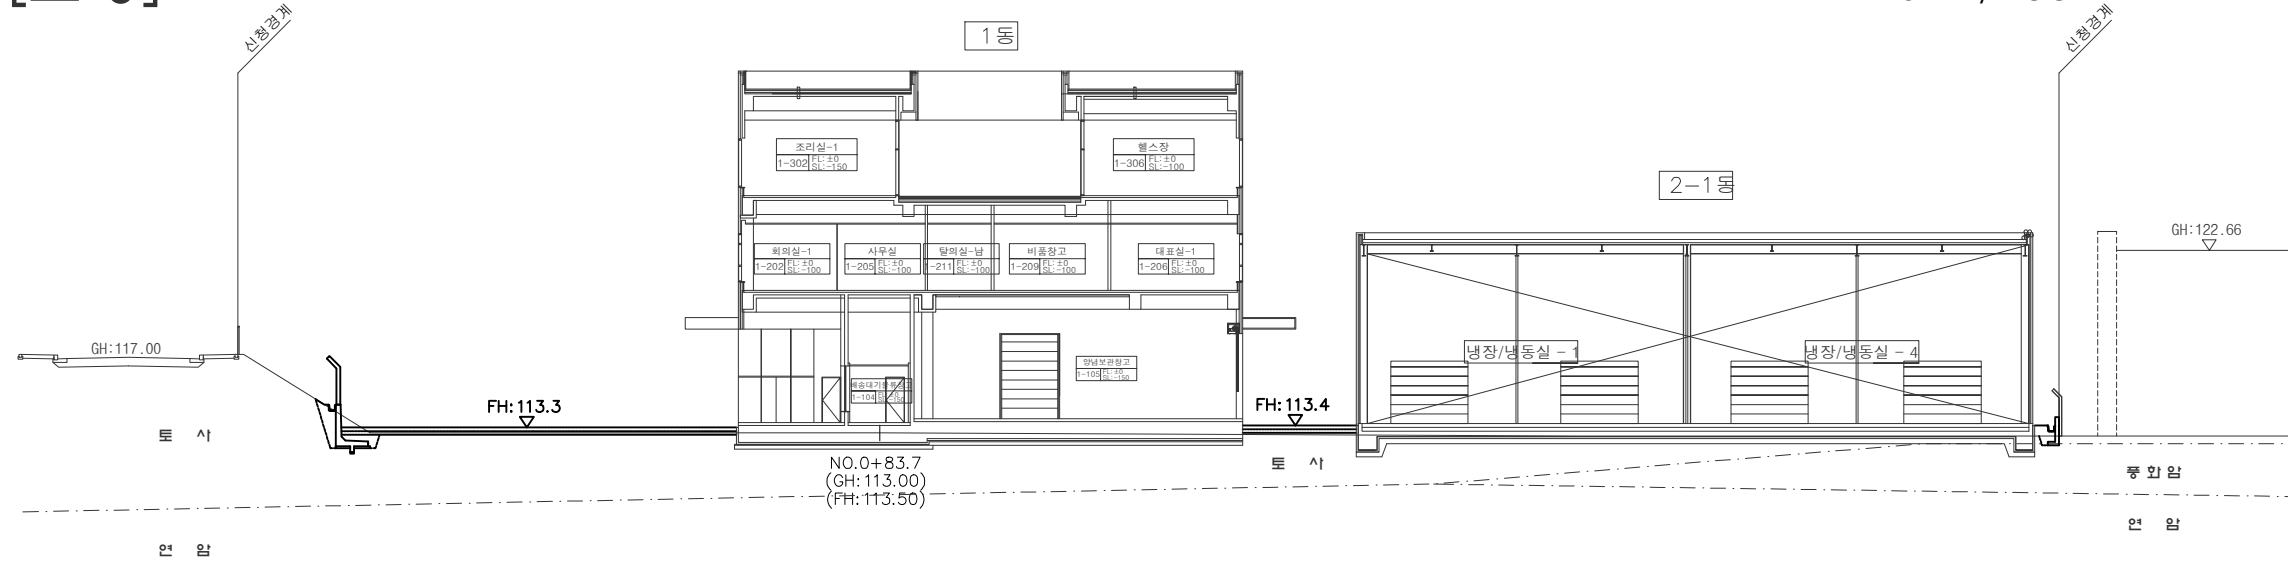 신청경계
1동
신청경계
조리실-1
1-302 FL:±0 SL:-150
헬스장
1-306 FL:±0 SL:-100
2-1동
회의실-1
1-202 FL:±0 SL:-100
사무실
1-205 FL:±0 SL:-100
탈의실-남
1-211 FL:±0 SL:-100
비품창고
1-209 FL:±0 SL:-100
대표실-1
1-206 FL:±0 SL:-100
GH:122.66
GH:117.00
냉장/냉동실 - 1
냉장/냉동실 - 4
양념보관창고
1-105 FL:±0 SL:-150
1-104
FH:113.3
FH:113.4
토 사
NO.0+83.7
(GH:113.00)
(FH:113.50)
토 사
풍화암
연 암
연 암